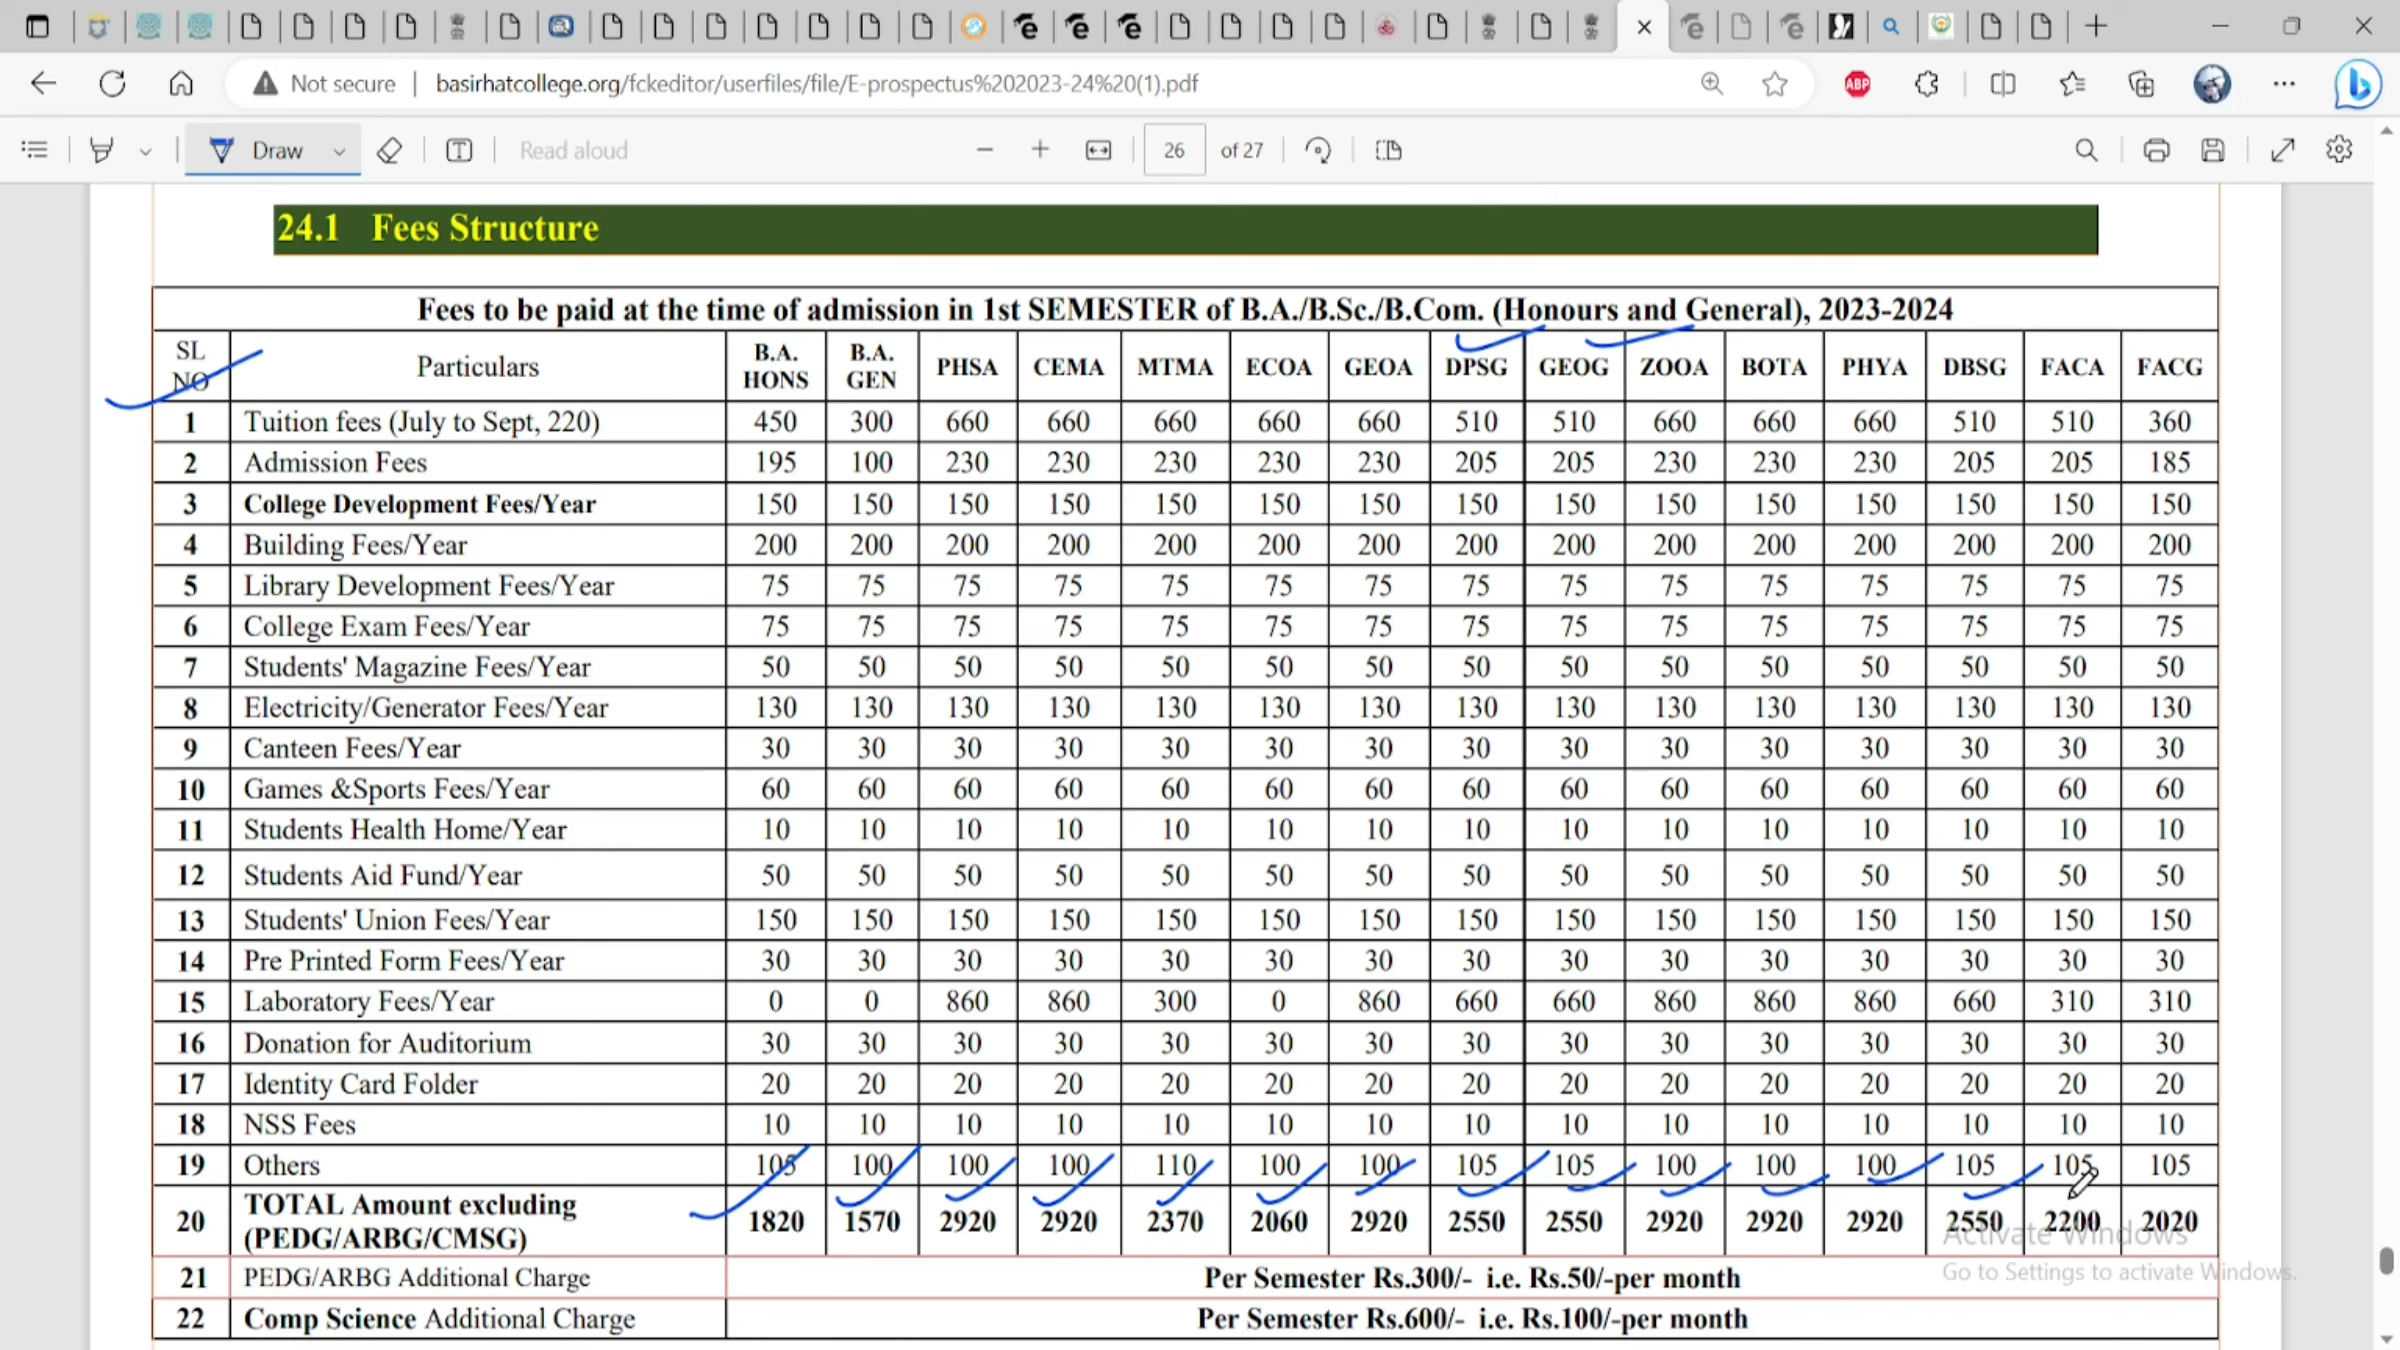 Not secure | basirhatcollege.org/fckeditor/userfiles/file/E-prospectus%202023-24%20(1).pdf
ABP
Draw
Read aloud
26 of 27
24.1 Fees Structure
Fees to be paid at the time of admission in 1st SEMESTER of B.A./B.Sc./B.Com. (Honours and General), 2023-2024
SL NO Particulars B.A. HONS B.A. GEN PHSA CEMA MTMA ECOA GEOA DPSG GEOG ZOOA BOTA PHYA DBSG FACA FACG
1 Tuition fees (July to Sept, 220) 450 300 660 660 660 660 660 510 510 660 660 660 510 510 360
2 Admission Fees 195 100 230 230 230 230 230 205 205 230 230 230 205 205 185
3 College Development Fees/Year 150 150 150 150 150 150 150 150 150 150 150 150 150 150 150
4 Building Fees/Year 200 200 200 200 200 200 200 200 200 200 200 200 200 200 200
5 Library Development Fees/Year 75 75 75 75 75 75 75 75 75 75 75 75 75 75 75
6 College Exam Fees/Year 75 75 75 75 75 75 75 75 75 75 75 75 75 75 75
7 Students' Magazine Fees/Year 50 50 50 50 50 50 50 50 50 50 50 50 50 50 50
8 Electricity/Generator Fees/Year 130 130 130 130 130 130 130 130 130 130 130 130 130 130 130
9 Canteen Fees/Year 30 30 30 30 30 30 30 30 30 30 30 30 30 30 30
10 Games &Sports Fees/Year 60 60 60 60 60 60 60 60 60 60 60 60 60 60 60
11 Students Health Home/Year 10 10 10 10 10 10 10 10 10 10 10 10 10 10 10
12 Students Aid Fund/Year 50 50 50 50 50 50 50 50 50 50 50 50 50 50 50
13 Students' Union Fees/Year 150 150 150 150 150 150 150 150 150 150 150 150 150 150 150
14 Pre Printed Form Fees/Year 30 30 30 30 30 30 30 30 30 30 30 30 30 30 30
15 Laboratory Fees/Year 0 0 860 860 300 0 860 660 660 860 860 860 660 310 310
16 Donation for Auditorium 30 30 30 30 30 30 30 30 30 30 30 30 30 30 30
17 Identity Card Folder 20 20 20 20 20 20 20 20 20 20 20 20 20 20 20
18 NSS Fees 10 10 10 10 10 10 10 10 10 10 10 10 10 10 10
19 Others 105 100 100 100 110 100 100 105 105 100 100 100 105 105 105
20 TOTAL Amount excluding (PEDG/ARBG/CMSG) 1820 1570 2920 2920 2370 2060 2920 2550 2550 2920 2920 2920 2550 2200 2020
Activate Windows
21 PEDG/ARBG Additional Charge Per Semester Rs.300/- i.e. Rs.50/-per month
Go to Settings to activate Windows.
22 Comp Science Additional Charge Per Semester Rs.600/- i.e. Rs.100/-per month